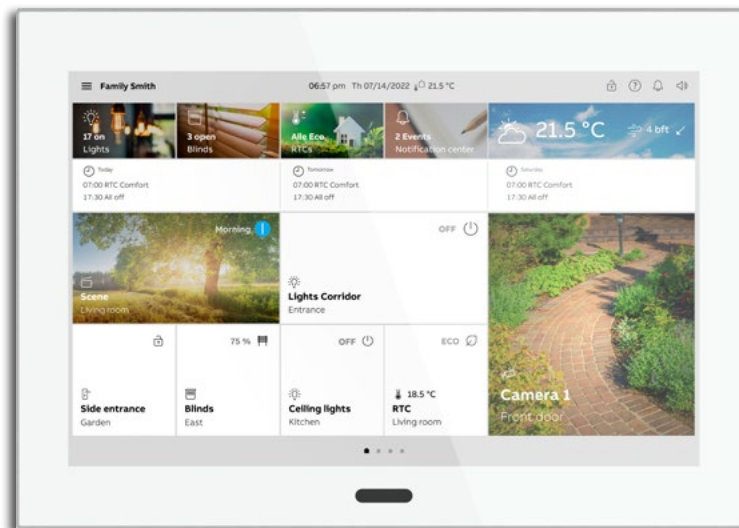 Family Smith
06:57 pm Th 07/14/2022 21.5 °C
17 on
Lights
3 open
Blinds
Alle Eco
RTCs
2 Events
Notification center
21.5 °C
4 bft
Today
07:00 RTC Comfort
17:30 All off
Tomorrow
07:00 RTC Comfort
17:30 All off
Saturday
07:00 RTC Comfort
17:30 All off
Morning
Scene
Living room
OFF
Lights Corridor
Entrance
Side entrance
Garden
75 %
Blinds
East
OFF
Ceiling lights
Kitchen
ECO
18.5 °C
RTC
Living room
Camera 1
Front door